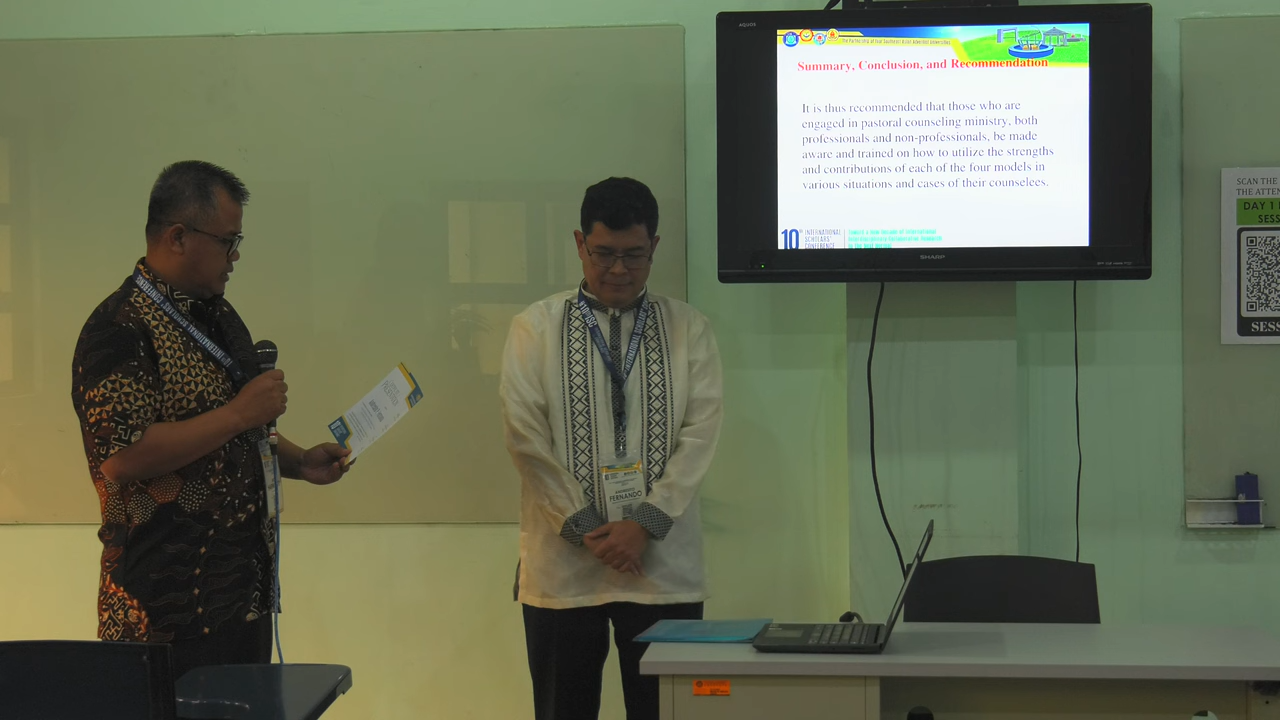 AQUOS
Summary, Conclusion, and Recommendation
It is thus recommended that those who are
engaged in pastoral counseling ministry, both
professionals and non-professionals, be made
aware and trained on how to utilize the strengths
and contributions of each of the four models in
various situations and cases of their counselees.
10th INTERNATIONAL
SCHOLARS'
CONFERENCE
SHARP
SCAN THE
THE ATTEN
DAY 1
SESS
SESS
FERNANDO